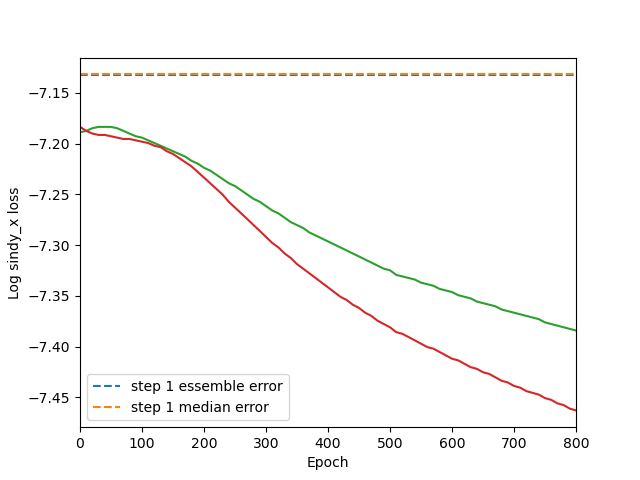 −7.15
−7.20
−7.25
−7.30
−7.35
−7.40
−7.45
Log sindy_x loss
step 1 essemble error
step 1 median error
0 100 200 300 400 500 600 700 800
Epoch